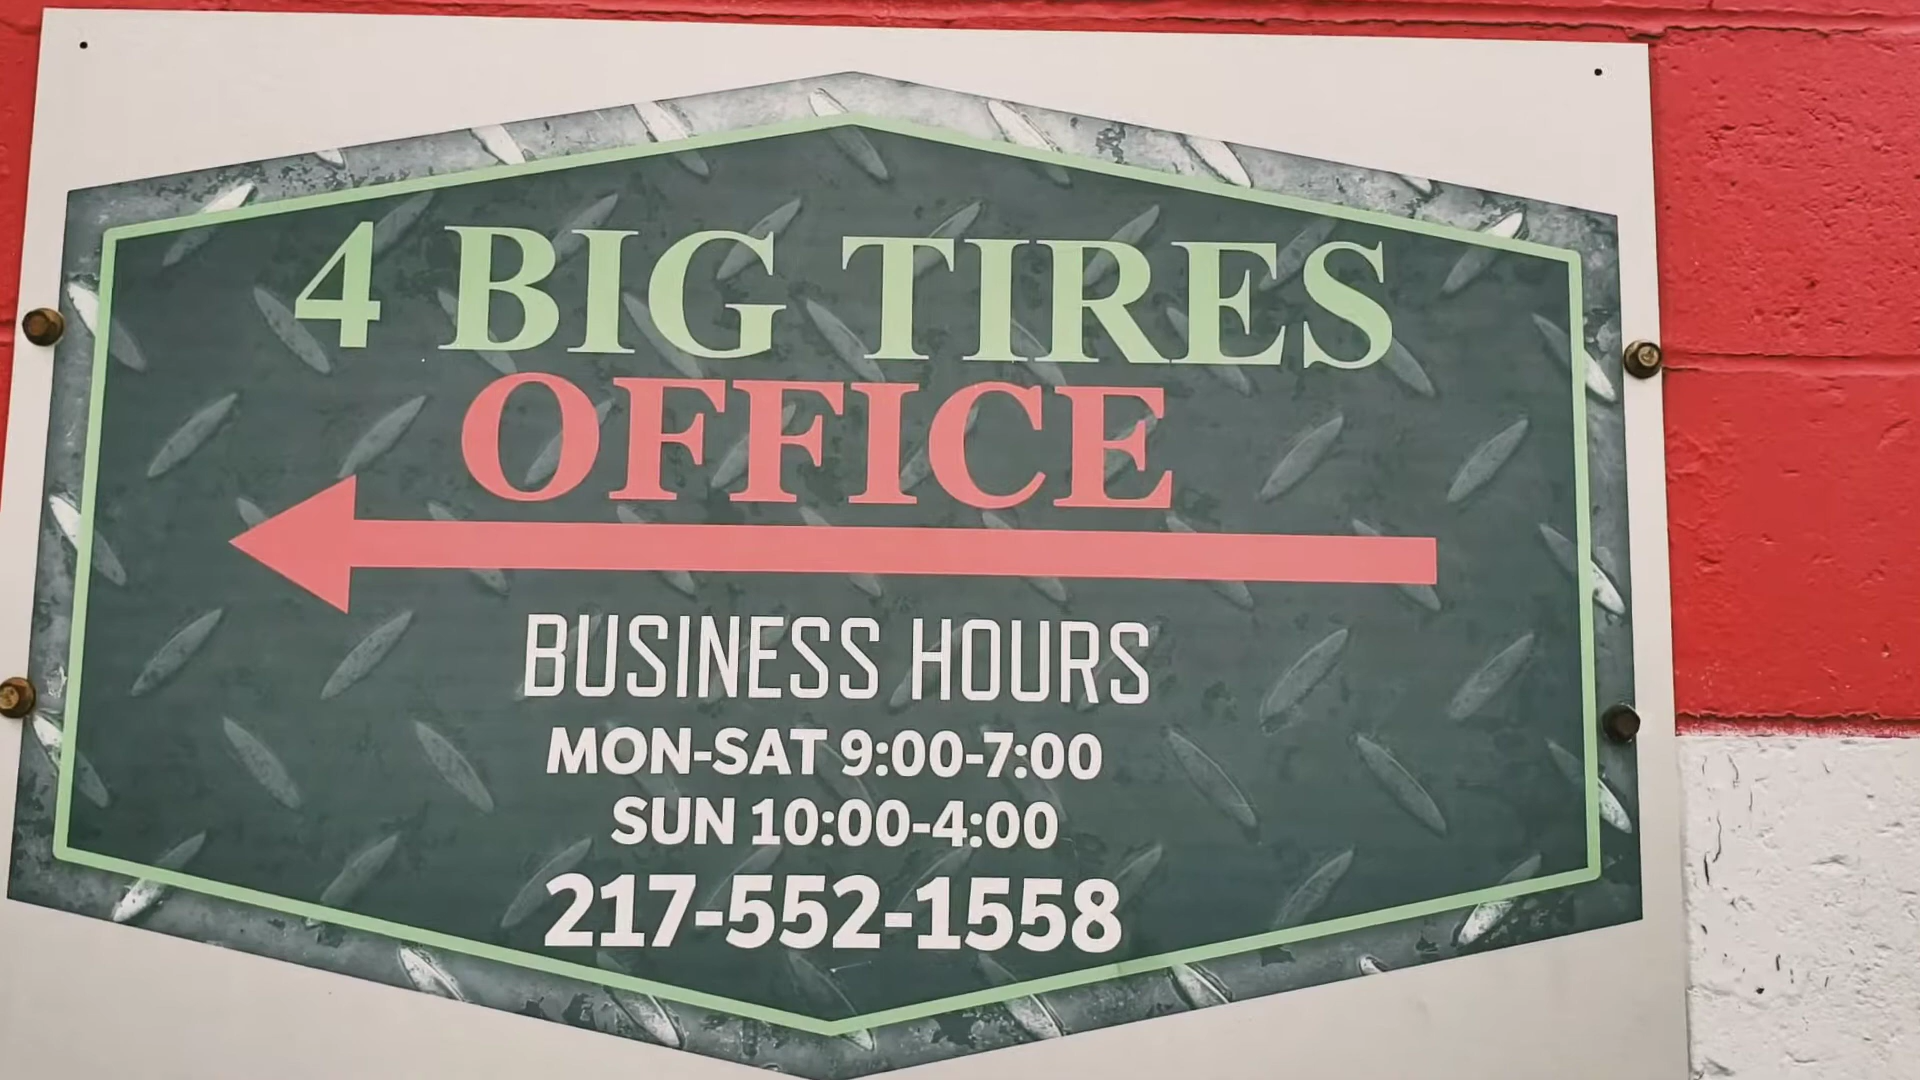 4 BIG TIRES
OFFICE
BUSINESS HOURS
MON-SAT 9:00-7:00
SUN 10:00-4:00
217-552-1558